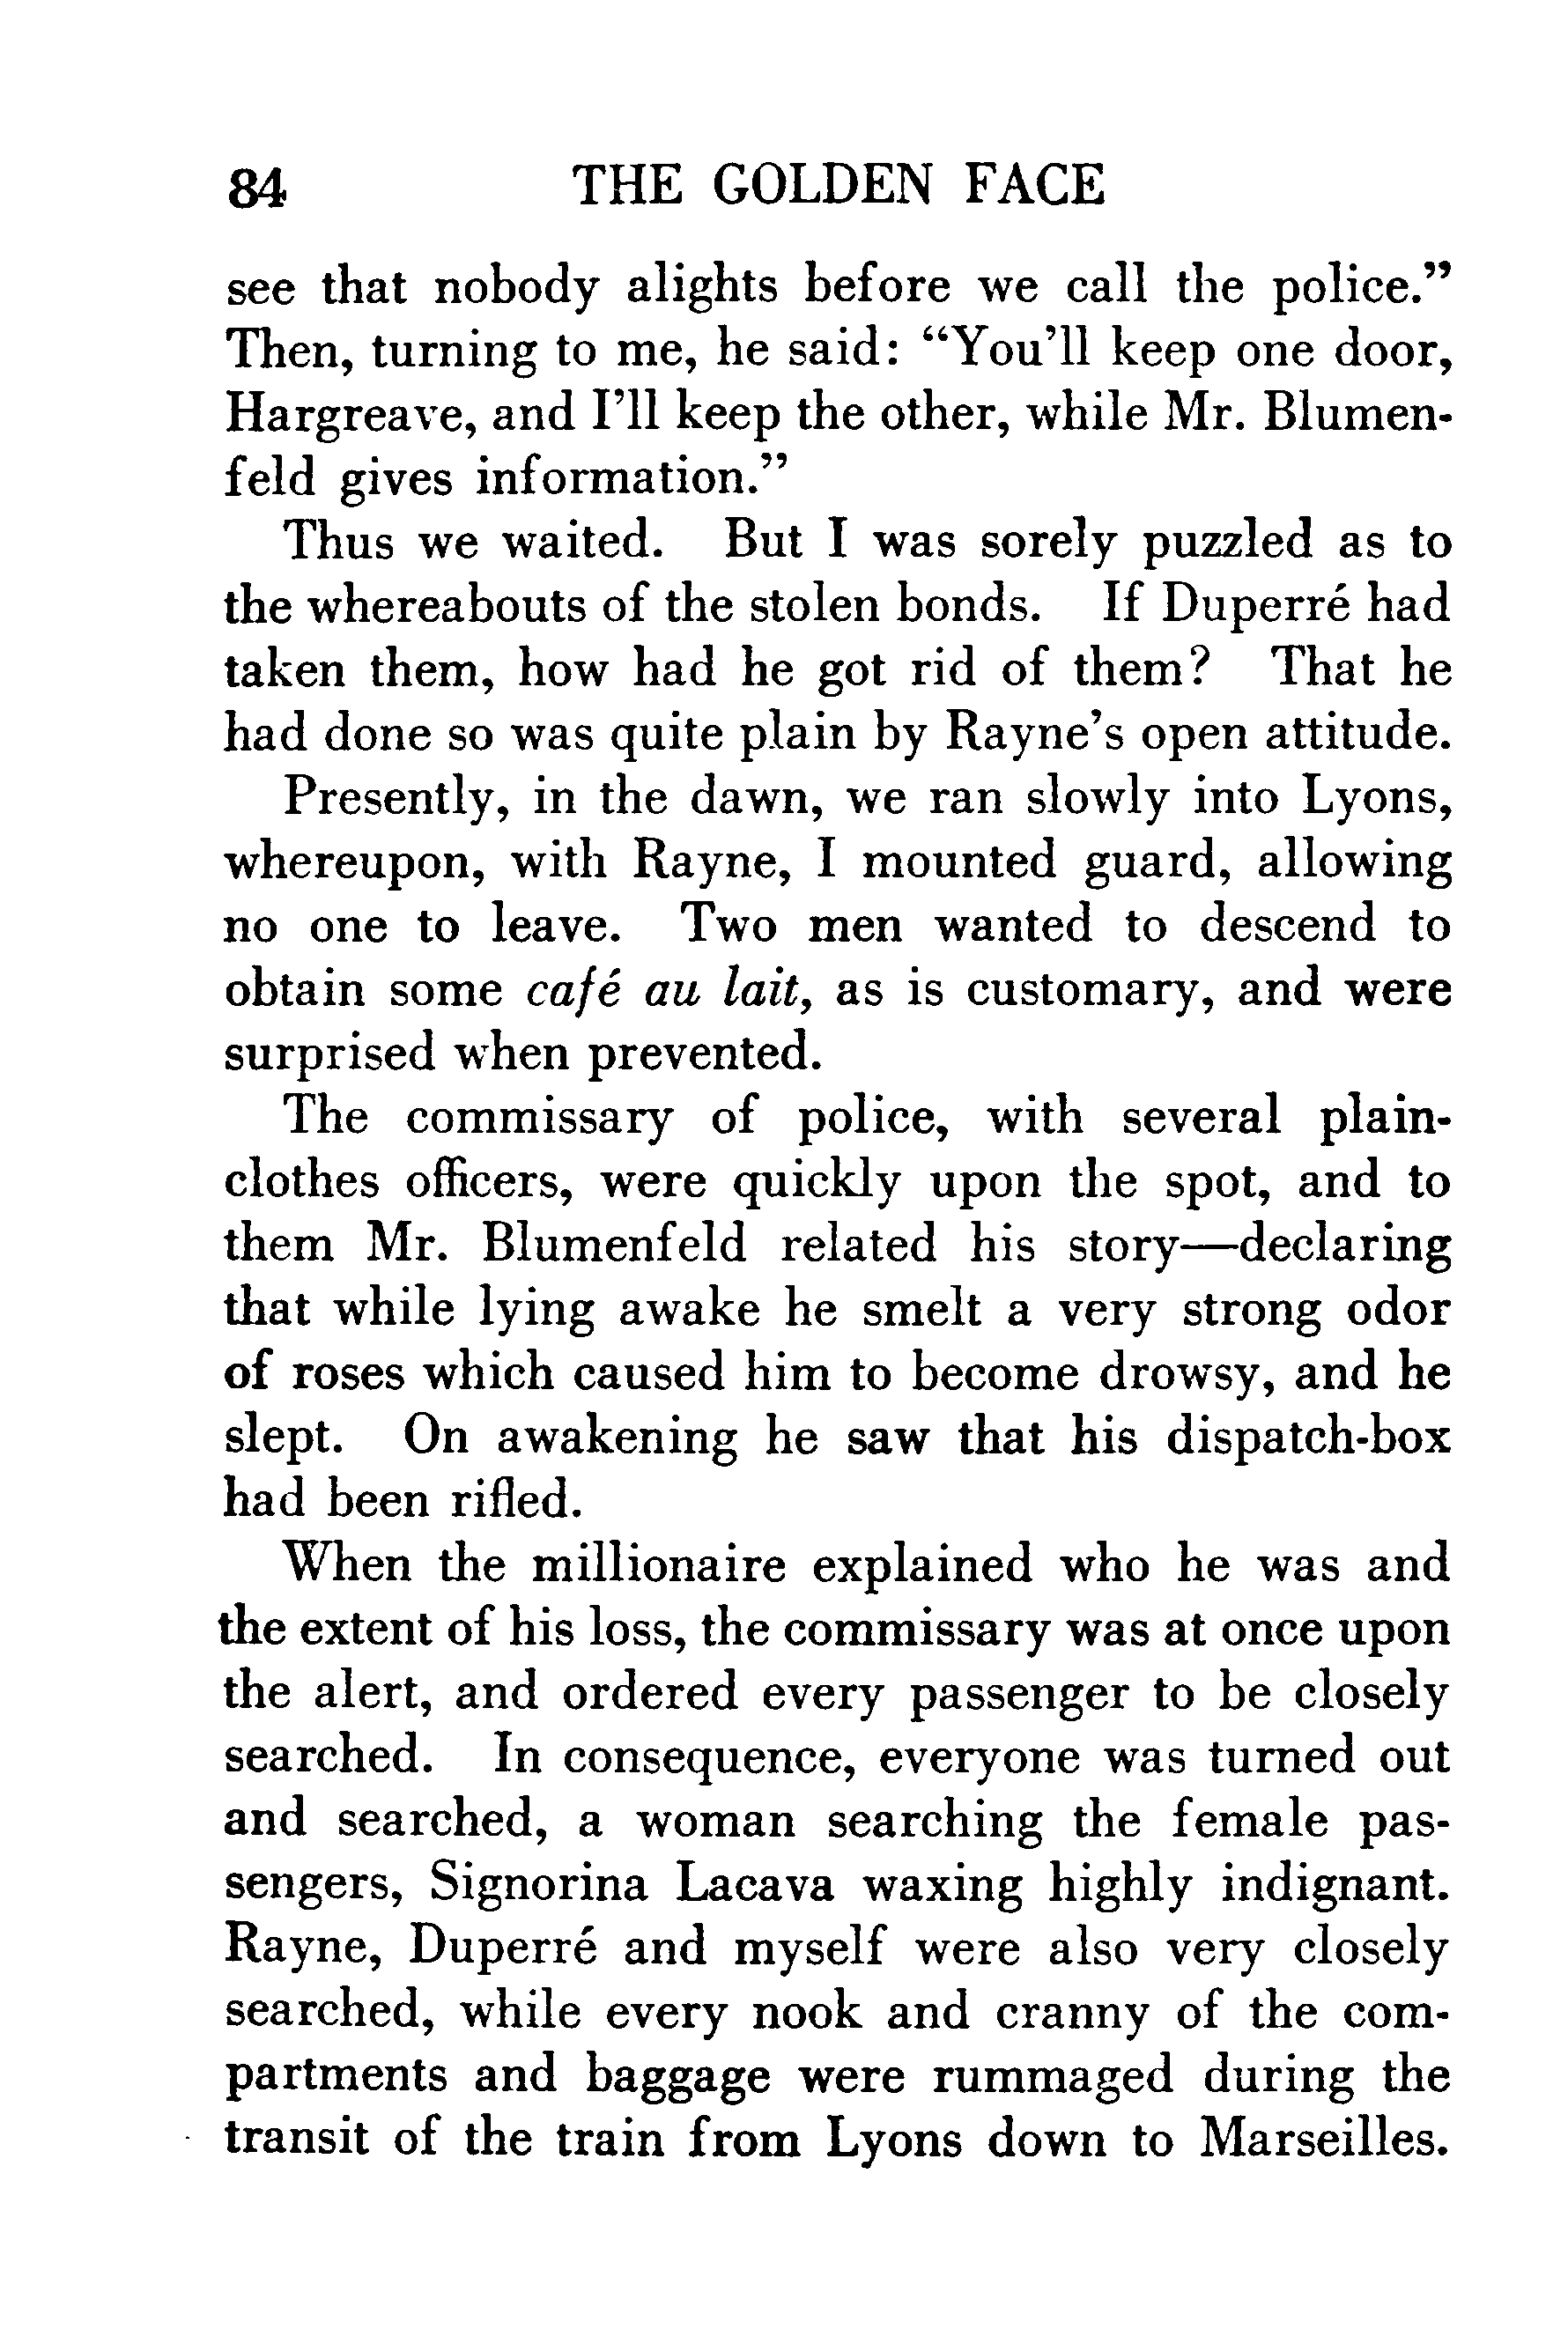 84 THE GOLDEN FACE
see that nobody alights before we call the police.”
Then, turning to me, he said: “You’ll keep one door,
Hargreave, and I’ll keep the other, while Mr. Blumen-
feld gives information.”
Thus we waited. But I was sorely puzzled as to
the whereabouts of the stolen bonds. If Duperré had
taken them, how had he got rid of them? That he
had done so was quite plain by Rayne’s open attitude.
Presently, in the dawn, we ran slowly into Lyons,
whereupon, with Rayne, I mounted guard, allowing
no one to leave. Two men wanted to descend to
obtain some café au lait, as is customary, and were
surprised when prevented.
The commissary of police, with several plain-
clothes officers, were quickly upon the spot, and to
them Mr. Blumenfeld related his story—declaring
that while lying awake he smelt a very strong odor
of roses which caused him to become drowsy, and he
slept. On awakening he saw that his dispatch-box
had been rifled.
When the millionaire explained who he was and
the extent of his loss, the commissary was at once upon
the alert, and ordered every passenger to be closely
searched. In consequence, everyone was turned out
and searched, a woman searching the female pas-
sengers, Signorina Lacava waxing highly indignant.
Rayne, Duperré and myself were also very closely
searched, while every nook and cranny of the com-
partments and baggage were rummaged during the
transit of the train from Lyons down to Marseilles.